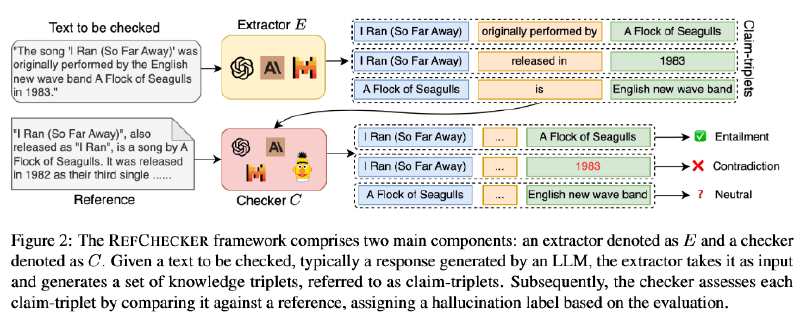 Text to be checked
"The song 'I Ran (So Far Away)' was
originally performed by the English
new wave band A Flock of Seagulls
in 1983."
Extractor E
I Ran (So Far Away) originally performed by A Flock of Seagulls
I Ran (So Far Away) released in 1983
A Flock of Seagulls is English new wave band
Claim-triplets
"I Ran (So Far Away)", also
released as "I Ran", is a song by A
Flock of Seagulls. It was released
in 1982 as their third single ......
Reference
Checker C
I Ran (So Far Away) ... A Flock of Seagulls Entailment
I Ran (So Far Away) ... 1983 Contradiction
A Flock of Seagulls ... English new wave band ? Neutral
Figure 2: The REFCHECKER framework comprises two main components: an extractor denoted as E and a checker
denoted as C. Given a text to be checked, typically a response generated by an LLM, the extractor takes it as input
and generates a set of knowledge triplets, referred to as claim-triplets. Subsequently, the checker assesses each
claim-triplet by comparing it against a reference, assigning a hallucination label based on the evaluation.